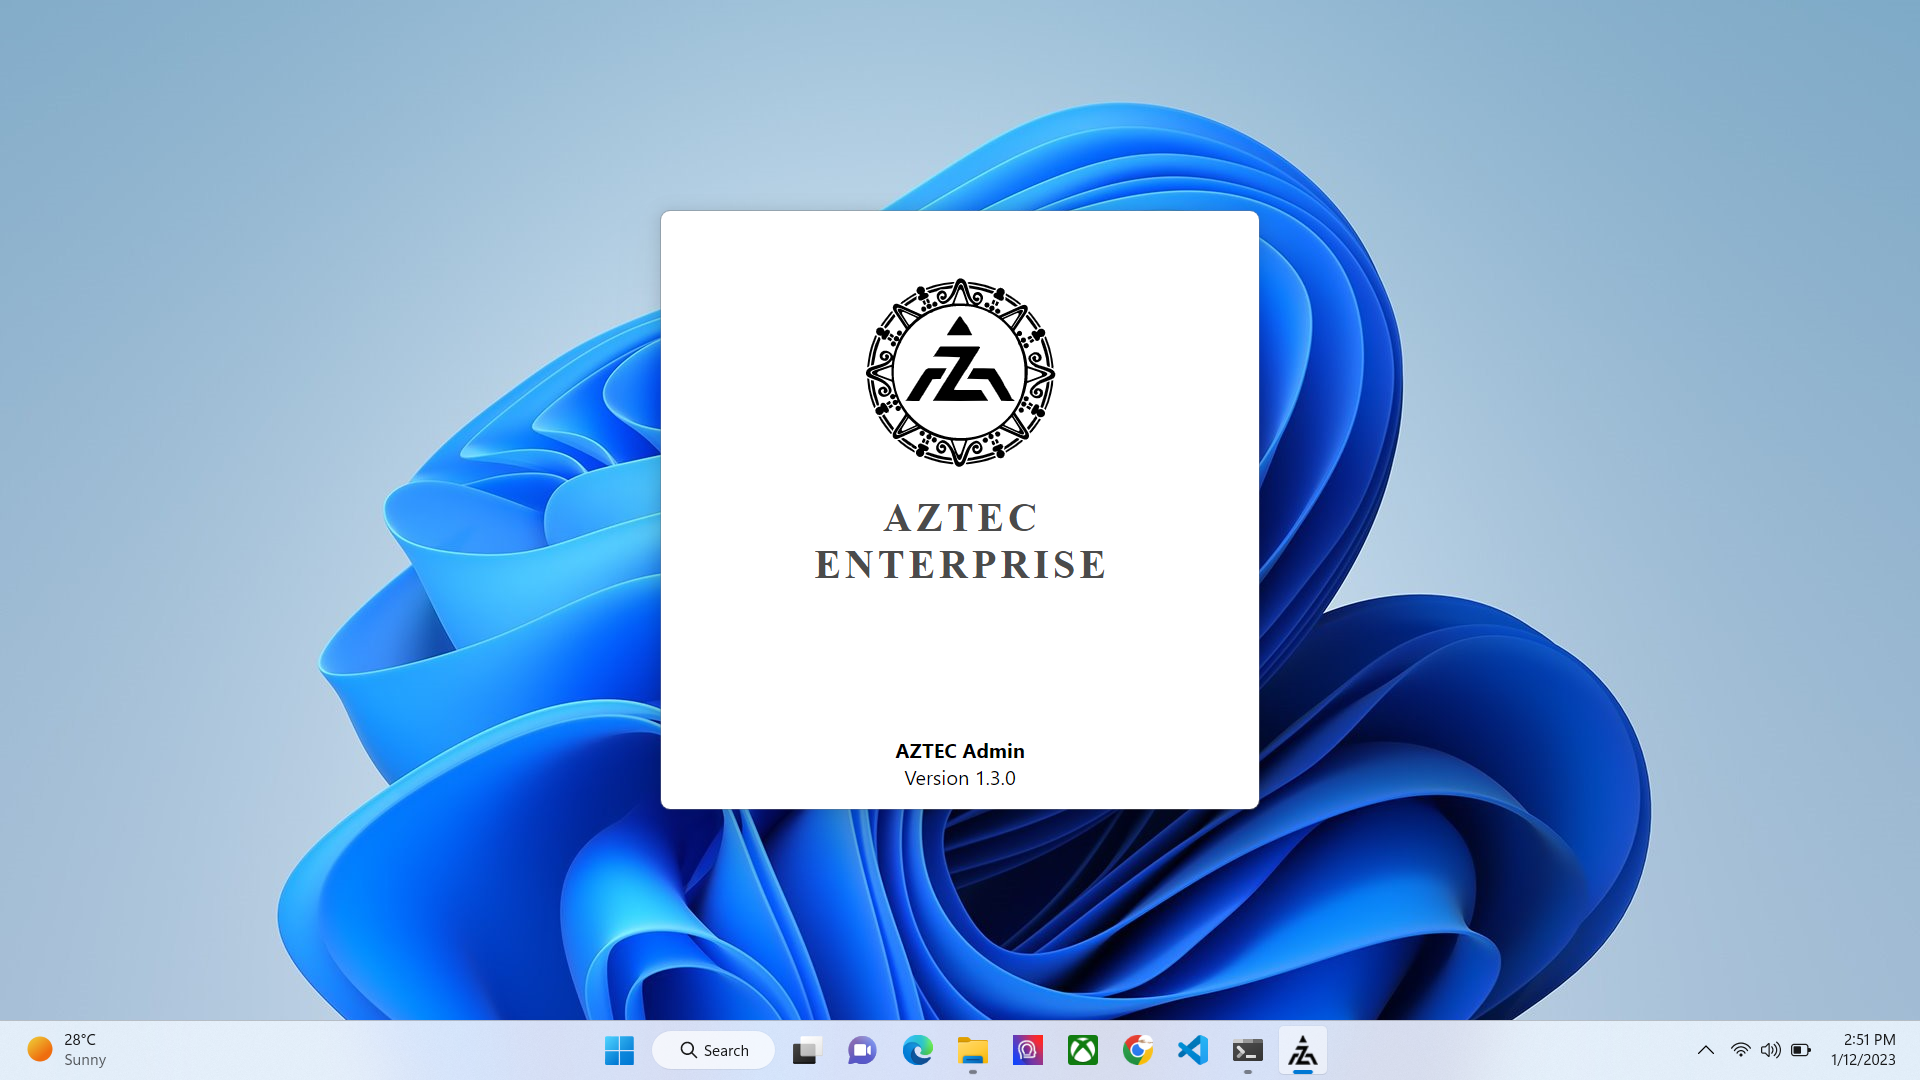 AZTEC
ENTERPRISE
AZTEC Admin
Version 1.3.0
28°C
Sunny
Search
2:51 PM
1/12/2023